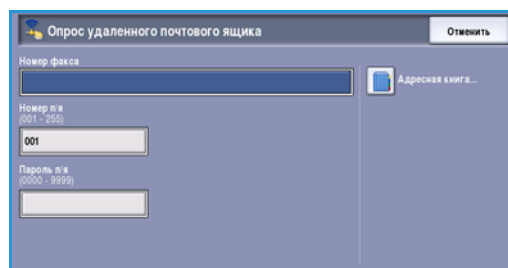 Опрос удаленного почтового ящика
Отменить
Номер факса
Адресная книга...
Номер п'я
(001 - 255)
001
Пароль п'я
(0000 - 9999)